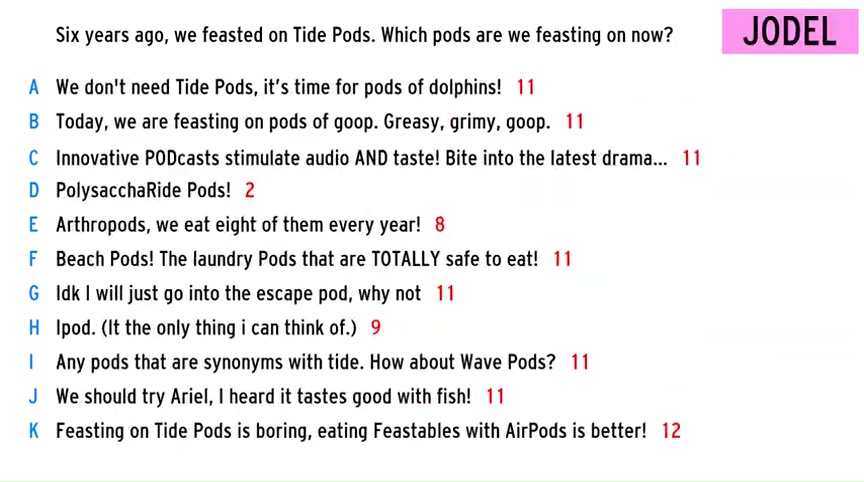 Six years ago, we feasted on Tide Pods. Which pods are we feasting on now?
JODEL
A We don't need Tide Pods, it's time for pods of dolphins! 11
B Today, we are feasting on pods of goop. Greasy, grimy, goop. 11
C Innovative PODcasts stimulate audio AND taste! Bite into the latest drama... 11
D PolysacchaRide Pods! 2
E Arthropods, we eat eight of them every year! 8
F Beach Pods! The laundry Pods that are TOTALLY safe to eat! 11
G Idk I will just go into the escape pod, why not 11
H Ipod. (It the only thing i can think of.) 9
I Any pods that are synonyms with tide. How about Wave Pods? 11
J We should try Ariel, I heard it tastes good with fish! 11
K Feasting on Tide Pods is boring, eating Feastables with AirPods is better! 12